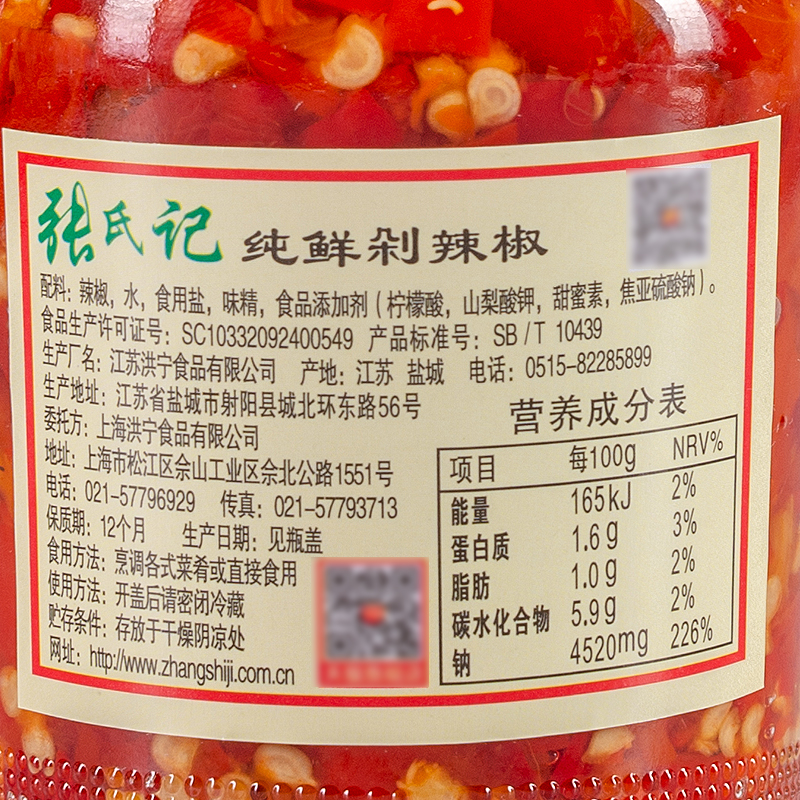 张氏记 纯鲜剁辣椒
配料：辣椒，水，食用盐，味精，食品添加剂（柠檬酸，山梨酸钾，甜蜜素，焦亚硫酸钠）。
食品生产许可证号：SC10332092400549 产品标准号：SB / T 10439
生产厂名：江苏洪宁食品有限公司 产地：江苏 盐城 电话：0515-82285899
生产地址：江苏省盐城市射阳县城北环东路56号
委托方：上海洪宁食品有限公司
地址：上海市松江区佘山工业区佘北公路1551号
电话：021-57796929 传真：021-57793713
保质期：12个月 生产日期：见瓶盖
食用方法：烹调各式菜肴或直接食用
使用方法：开盖后请密闭冷藏
贮存条件：存放于干燥阴凉处
网址：http://www.zhangshiji.com.cn
营养成分表
项目 每100g NRV%
能量 165kJ 2%
蛋白质 1.6g 3%
脂肪 1.0g 2%
碳水化合物 5.9g 2%
钠 4520mg 226%